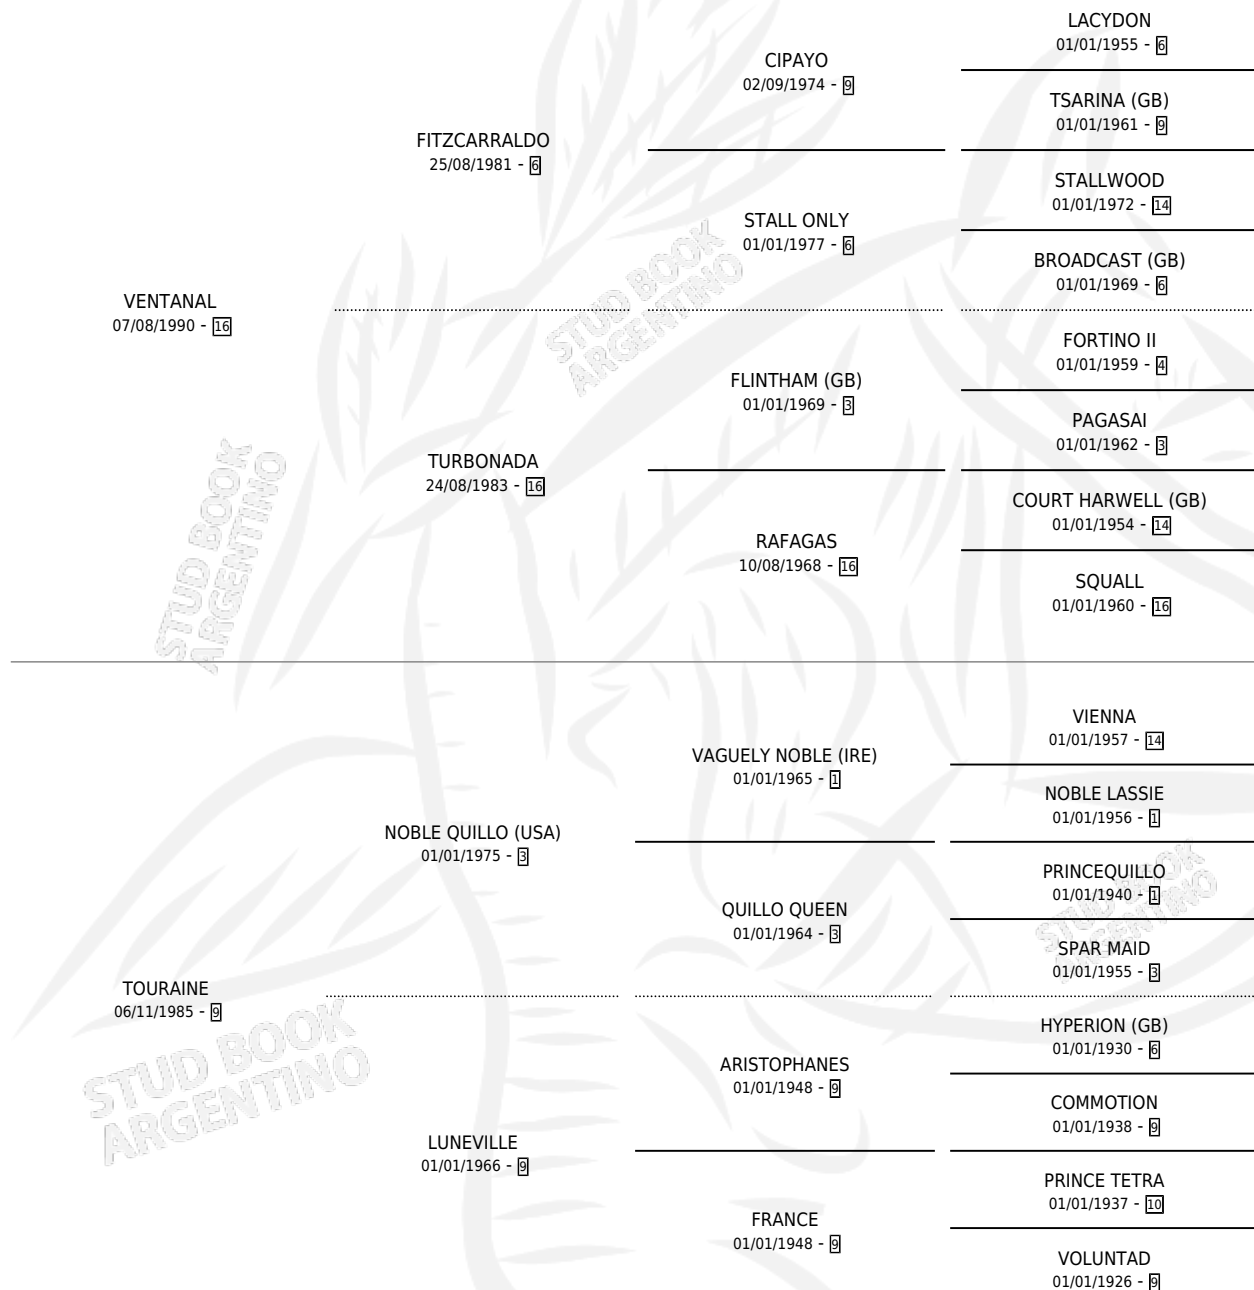 LACYDON
01/01/1955 - 6
CIPAYO
02/09/1974 - 9
TSARINA (GB)
01/01/1961 - 9
FITZCARRALDO
25/08/1981 - 6
STALLWOOD
01/01/1972 - 14
STALL ONLY
01/01/1977 - 6
BROADCAST (GB)
01/01/1969 - 6
VENTANAL
07/08/1990 - 16
STUD BOOK
ARGENTINO
FORTINO II
01/01/1959 - 4
FLINTHAM (GB)
01/01/1969 - 3
PAGASAI
01/01/1962 - 3
TURBONADA
24/08/1983 - 16
COURT HARWELL (GB)
01/01/1954 - 14
RAFAGAS
10/08/1968 - 16
SQUALL
01/01/1960 - 16
STUD BOOK
ARGENTINO
VIENNA
01/01/1957 - 14
VAGUELY NOBLE (IRE)
01/01/1965 - 1
NOBLE LASSIE
01/01/1956 - 1
NOBLE QUILLO (USA)
01/01/1975 - 3
PRINCEQUILLO
01/01/1940 - 1
QUILLO QUEEN
01/01/1964 - 3
STUD BOOK
ARGENTINO
SPAR MAID
01/01/1955 - 3
TOURAINE
06/11/1985 - 9
STUD BOOK
ARGENTINO
HYPERION (GB)
01/01/1930 - 6
ARISTOPHANES
01/01/1948 - 9
COMMOTION
01/01/1938 - 9
LUNEVILLE
01/01/1966 - 9
PRINCE TETRA
01/01/1937 - 10
FRANCE
01/01/1948 - 9
VOLUNTAD
01/01/1926 - 9